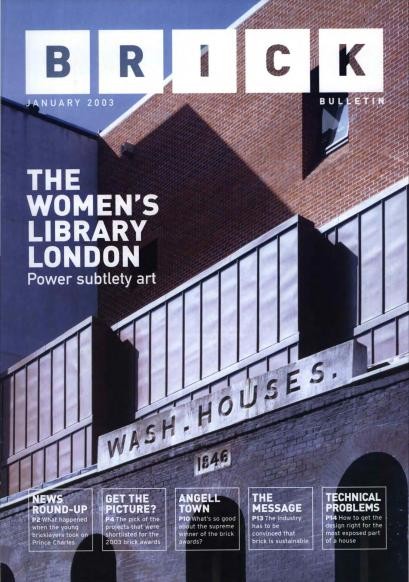 BRICK
JANUARY 2003
BULLETIN
THE
WOMEN'S
LIBRARY
LONDON
Power subtlety art
WASH.HOUSES.
1846
NEWS
ROUND-UP
P2 What happened
when the young
bricklayers met on
Prince Charles
GET THE
PICTURE?
P4 The pick of the
projects that were
shortlisted for the
2003 brick awards
ANGELL
TOWN
P10 What's so good
about the supreme
winner of the brick
awards?
THE
MESSAGE
P13 The industry
has to be
convinced that
brick is sustainable
TECHNICAL
PROBLEMS
P14 How to get the
design right for the
most exposed part
of a house